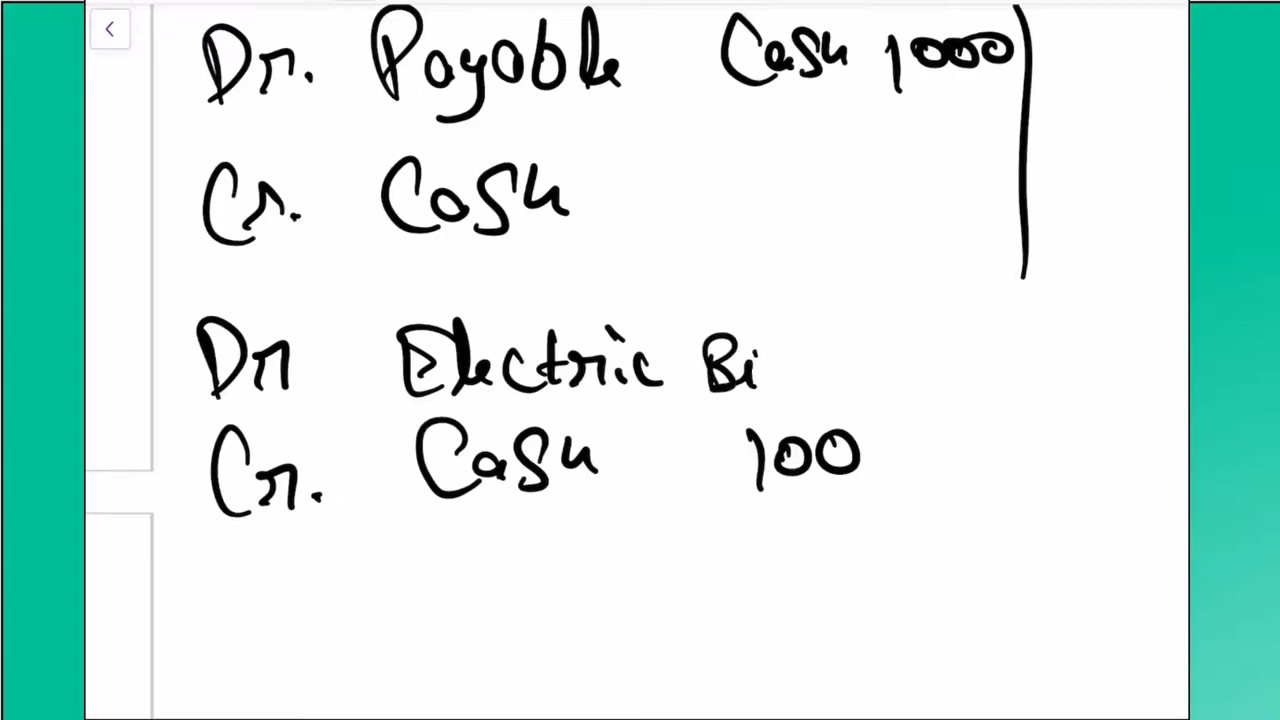 Dr. Payable Cash 1000
Cr. Cash
Dr Electric Bi
Cr. Cash 100